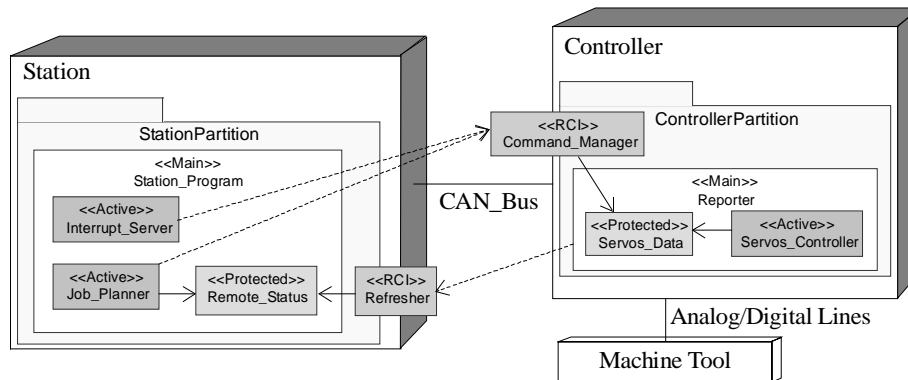 Station
StationPartition
<<Main>>
Station_Program
<<Active>>
Interrupt_Server
<<Active>>
Job_Planner
<<Protected>>
Remote_Status
<<RCI>>
Refresher
CAN_Bus
Controller
ControllerPartition
<<RCI>>
Command_Manager
<<Main>>
Reporter
<<Protected>>
Servos_Data
<<Active>>
Servos_Controller
Analog/Digital Lines
Machine Tool